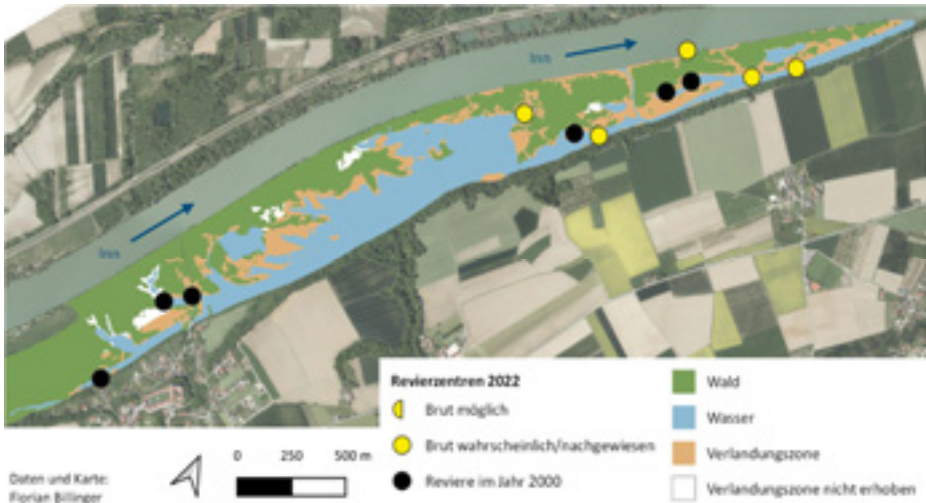 Inn
Inn
Revierzentren 2022
Brut möglich
Brut wahrscheinlich/nachgewiesen
Reviere im Jahr 2000
Wald
Wasser
Verlandungszone
Verlandungszone nicht erhoben
0 250 500 m
Daten und Karte:
Florian Billinger